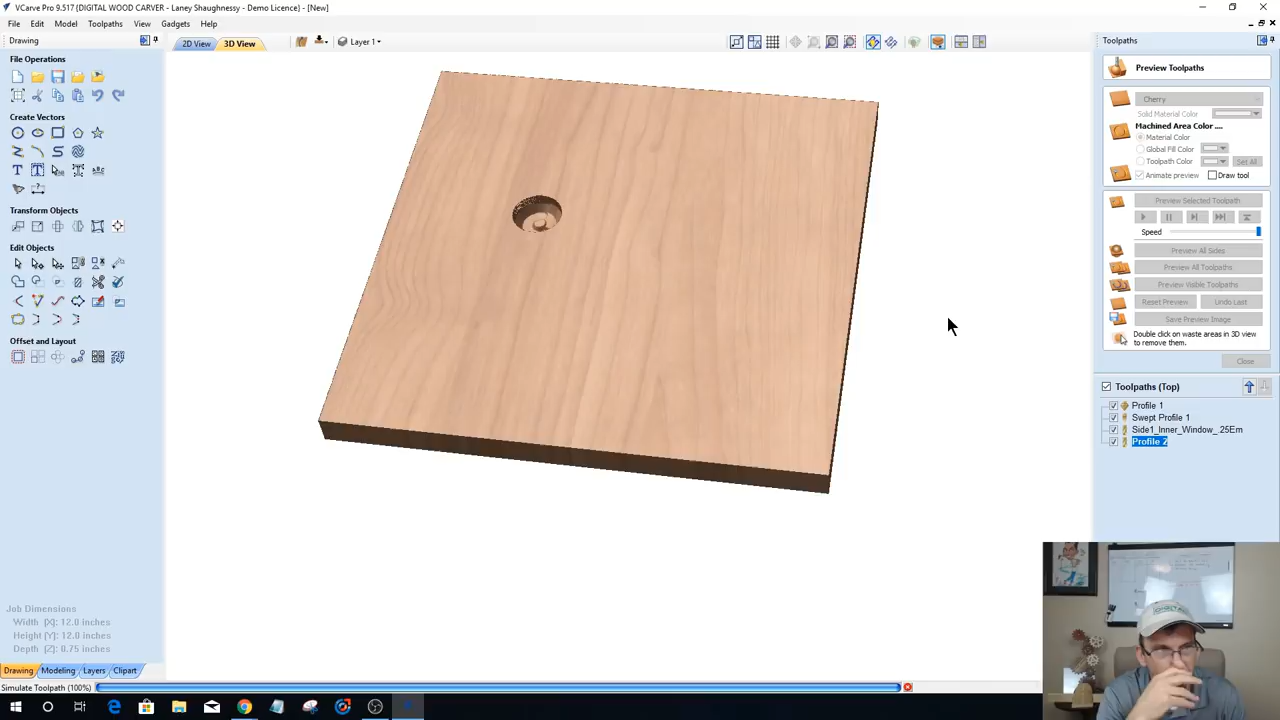 VCarve Pro 9.517 {DIGITAL WOOD CARVER - Laney Shaughnessy - Demo Licence} - [New]
File Edit Model Toolpaths View Gadgets Help
Drawing
2D View 3D View Layer 1
Toolpaths
File Operations
Create Vectors
Transform Objects
Edit Objects
Offset and Layout
Job Dimensions
Width (X): 12.0 inches
Height (Y): 12.0 inches
Depth (Z): 0.75 inches
Drawing Modeling Layers Clipart
Simulate Toolpath (100%)
Preview Toolpaths
Cherry
Solid Material Color
Machined Area Color ....
Material Color
Global Fill Color
Toolpath Color Set All
Animate preview Draw tool
Preview Selected Toolpath
Speed
Preview All Sides
Preview All Toolpaths
Preview Visible Toolpaths
Reset Preview Undo Last
Save Preview Image
Double click on waste areas in 3D view
to remove them.
Close
Toolpaths (Top)
Profile 1
Swept Profile 1
Side1_Inner_Window_.25Em
Profile 2